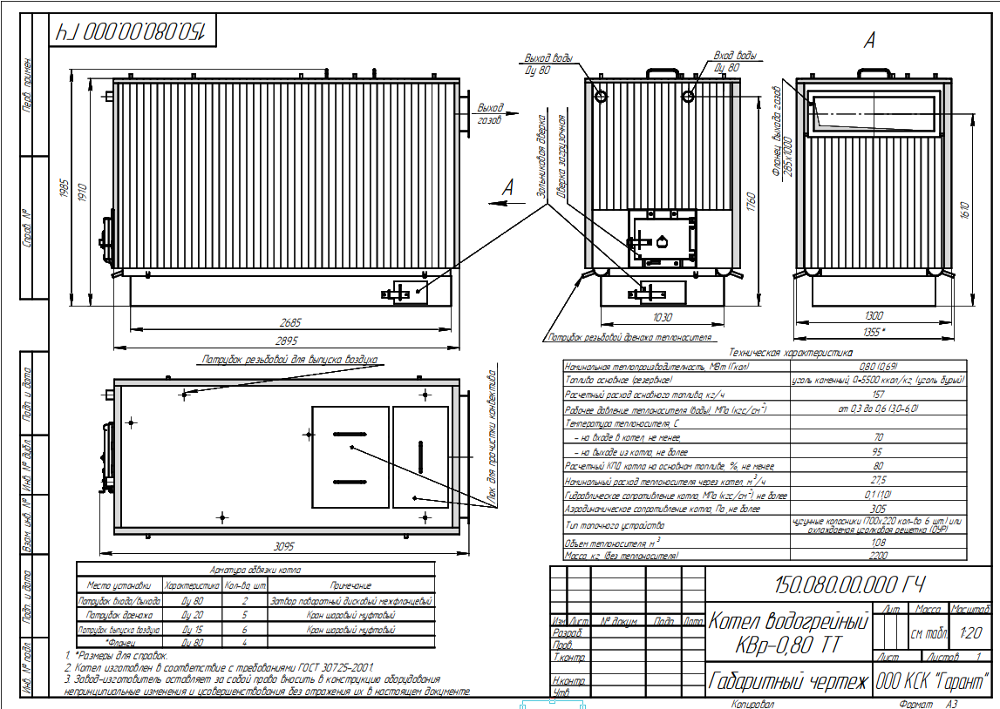 150.080.00.000 ГЧ
Перв. примен.
Справ. №
Подп. и дата
Инв. № дубл.
Взам. инв. №
Подп. и дата
Инв. № подл.
1985
1910
Выход
газов
А
2685
2895
Выход воды
Ду 80
Вход воды
Ду 80
Зольниковая дверка
Дверка загрузочная
1760
1030
Патрубок резьбовой дренажа теплоносителя
А
Фланец выхода газов
285х1000
1610
1300
1355*
Патрубок резьбовой для выпуска воздуха
Люк для прочистки конвектива
3095
Техническая характеристика
Номинальная теплопроизводителность, МВт (Гкал) 0,80 (0,69)
Топливо основное (резервное) уголь каменный, Q=5500 ккал/кг, (уголь бурый)
Расчетный расход основного топлива, кг/ч 157
Рабочее давление теплоносителя (воды) МПа (кгс/см²) от 0,3 до 0,6 (3,0-6,0)
Температура теплоносителя, С
- на входе в котел, не менее, 70
- на выходе из котла, не более 95
Расчетный КПД котла на основном топливе, %, не менее, 80
Номинальный расход теплоносителя через котел, м³/ч 27,5
Гидравлическое сопротивление котла, МПа (кгс/см²), не более 0,1 (1,0)
Аэродинамическое сопротивление котла, Па, не более 305
Тип топочного устройства чугунные колосники (700х220 кол-во. 6 шт.) или
охлаждаемая уголковая решетка (ОУР)
Объем теплоносителя, м³ 1,08
Масса, кг. (без теплоносителя) 2200
Арматура обвязки котла
Место установки Характеристика Кол-во, шт. Примечание
Патрубок входа/выхода Ду 80 2 Затвор поворотный дисковый межфланцевый
Патрубок дренажа Ду 20 5 Кран шаровый муфтовый
Патрубок выпуска воздуха Ду 15 6 Кран шаровый муфтовый
*Фланец Ду 80 4
1. *Размеры для справок.
2. Котел изготовлен в соответствие с требованиями ГОСТ 30725-2001.
3. Завод-изготовитель оставляет за собой право вносить в конструкцию оборудования
непринципиальные изменения и усовершенствования без отражения их в настоящем документе.
150.080.00.000 ГЧ
Изм. Лист № докум. Подп. Дата
Разраб.
Пров.
Т.контр.
Н.контр.
Утв.
Котел водогрейный
КВр-0,80 ТТ
Габаритный чертеж
Лит. Масса Масштаб
см. табл. 1:20
Лист Листов 1
ООО КСК "Гарант"
Копировал Формат А3